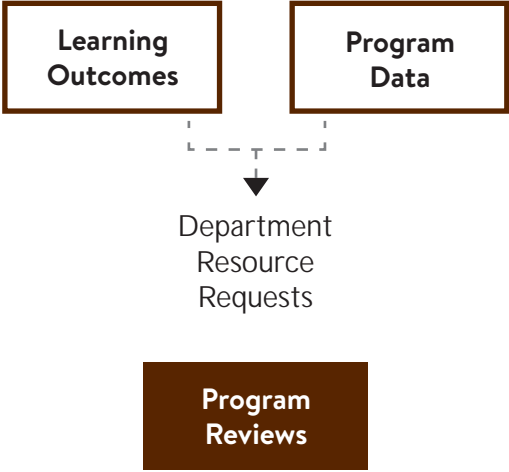 Learning
Outcomes
Program
Data
Department
Resource
Requests
Program
Reviews